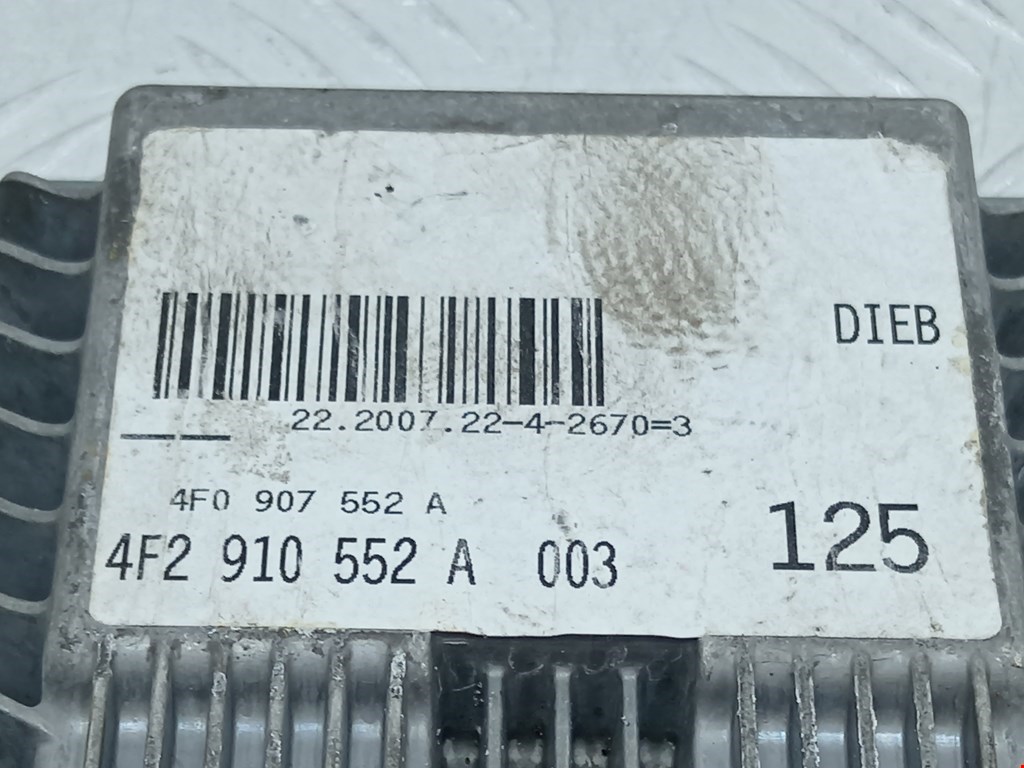 DIEB
22.2007.22-4-2670=3
4F0 907 552 A
4F2 910 552 A 003
125